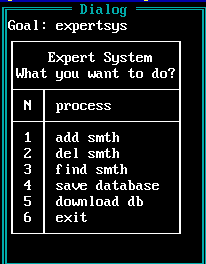 Dialog
Goal: expertsys
Expert System
What you want to do?
N process
1 add smth
2 del smth
3 find smth
4 save database
5 download db
6 exit